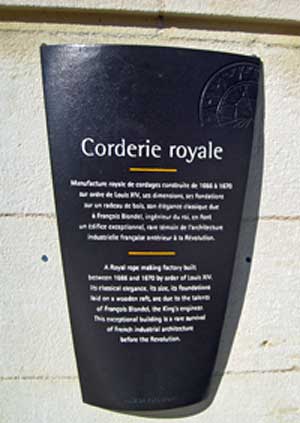 Corderie royale
Manufacture royale de cordages construite de 1666 à 1670
sur ordre de Louis XIV, ses dimensions, ses fondations
sur un radeau de bois, son élégance classique due
à François Blondel, ingénieur du roi, en font
un édifice exceptionnel, rare témoin de l'architecture
industrielle française antérieure à la Révolution.
A Royal rope making factory built
between 1666 and 1670 by order of Louis XIV.
Its classical elegance, its size, its foundations
laid on a wooden raft, are due to the talents
of François Blondel, the King's engineer.
This exceptional building is a rare survival
of French industrial architecture
before the Revolution.